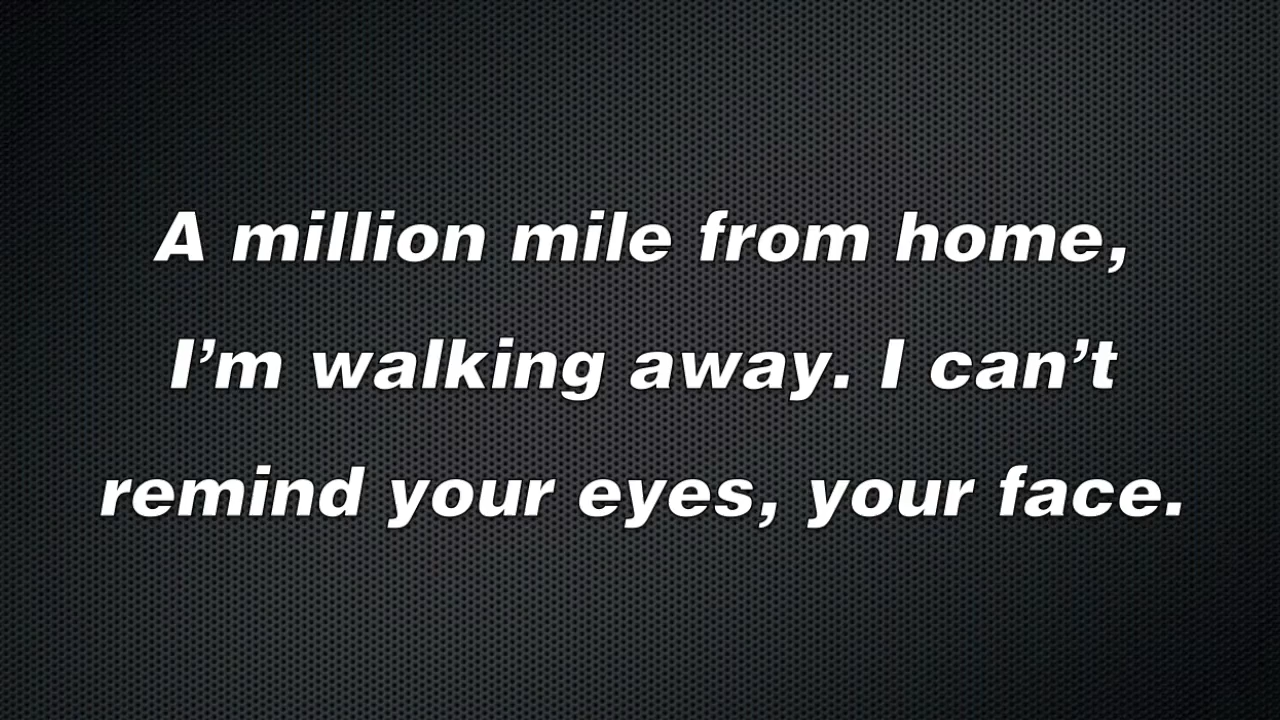 A million mile from home,
I’m walking away. I can’t
remind your eyes, your face.